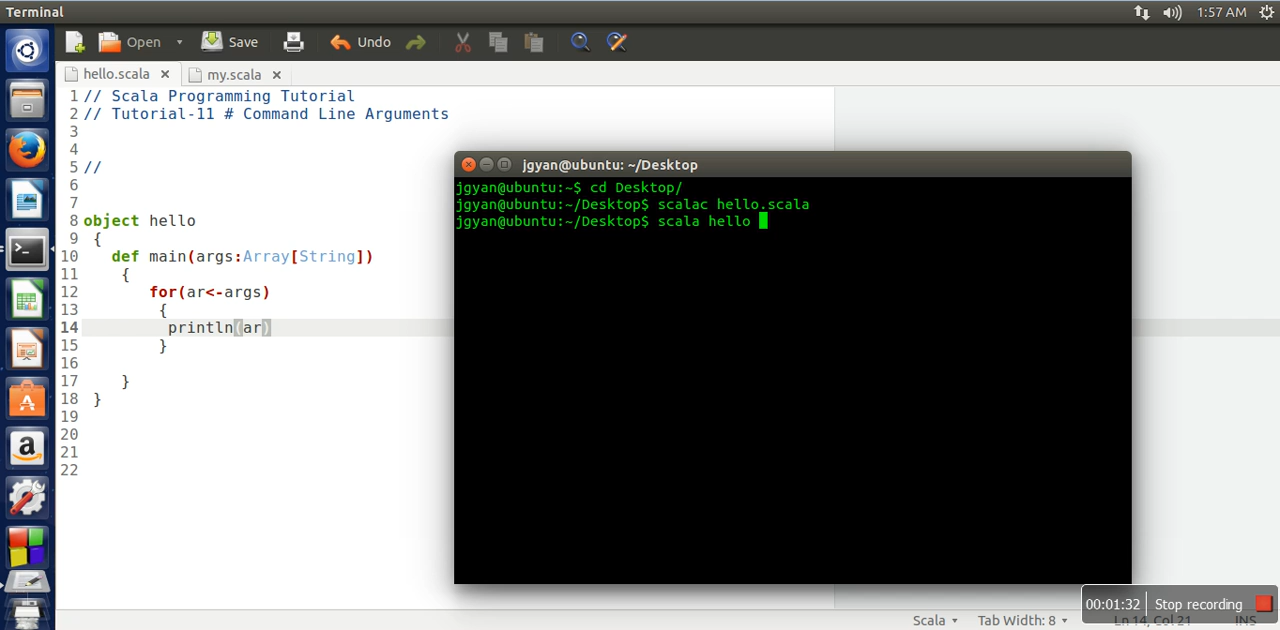 Terminal
1:57 AM
Open
Save
Undo
hello.scala
my.scala
1 // Scala Programming Tutorial
2 // Tutorial-11 # Command Line Arguments
3
4
5 //
6
7
8 object hello
9 {
10 def main(args:Array[String])
11 {
12 for(ar<-args)
13 {
14 println(ar)
15 }
16
17 }
18 }
19
20
21
22
jgyan@ubuntu: ~/Desktop
jgyan@ubuntu:~$ cd Desktop/
jgyan@ubuntu:~/Desktop$ scalac hello.scala
jgyan@ubuntu:~/Desktop$ scala hello
00:01:32 Stop recording
Scala Tab Width: 8 Ln 14, Col 21 INS